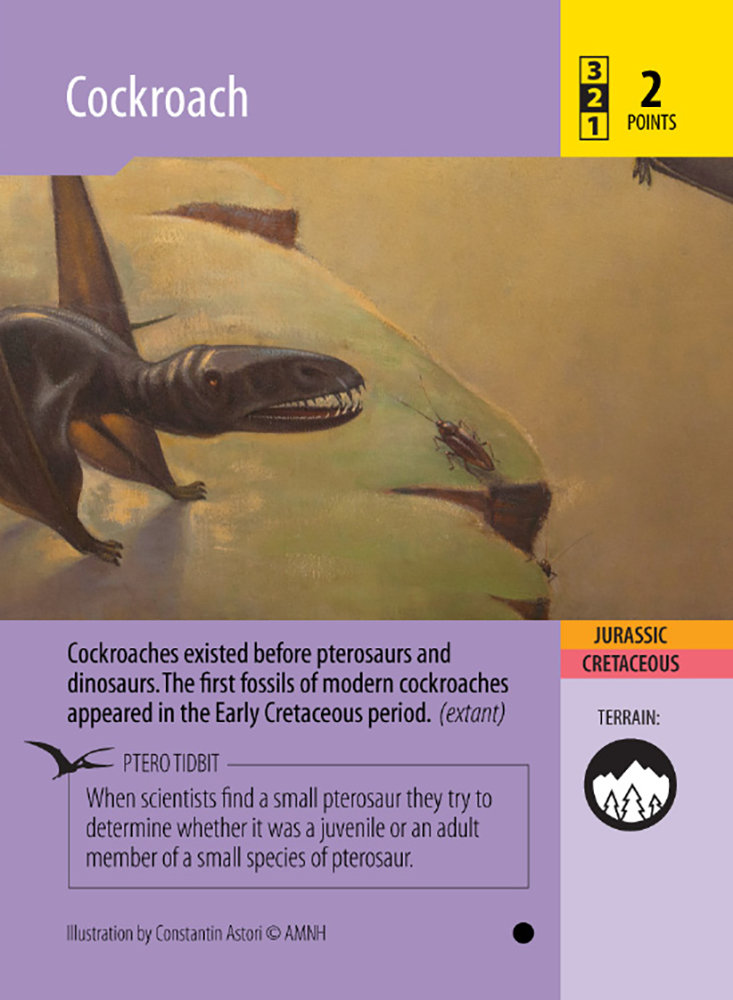 Cockroach
3
2
1
2
POINTS
Cockroaches existed before pterosaurs and
dinosaurs. The first fossils of modern cockroaches
appeared in the Early Cretaceous period. (extant)
PTERO TIDBIT
When scientists find a small pterosaur they try to
determine whether it was a juvenile or an adult
member of a small species of pterosaur.
Illustration by Constantin Astori © AMNH
JURASSIC
CRETACEOUS
TERRAIN: